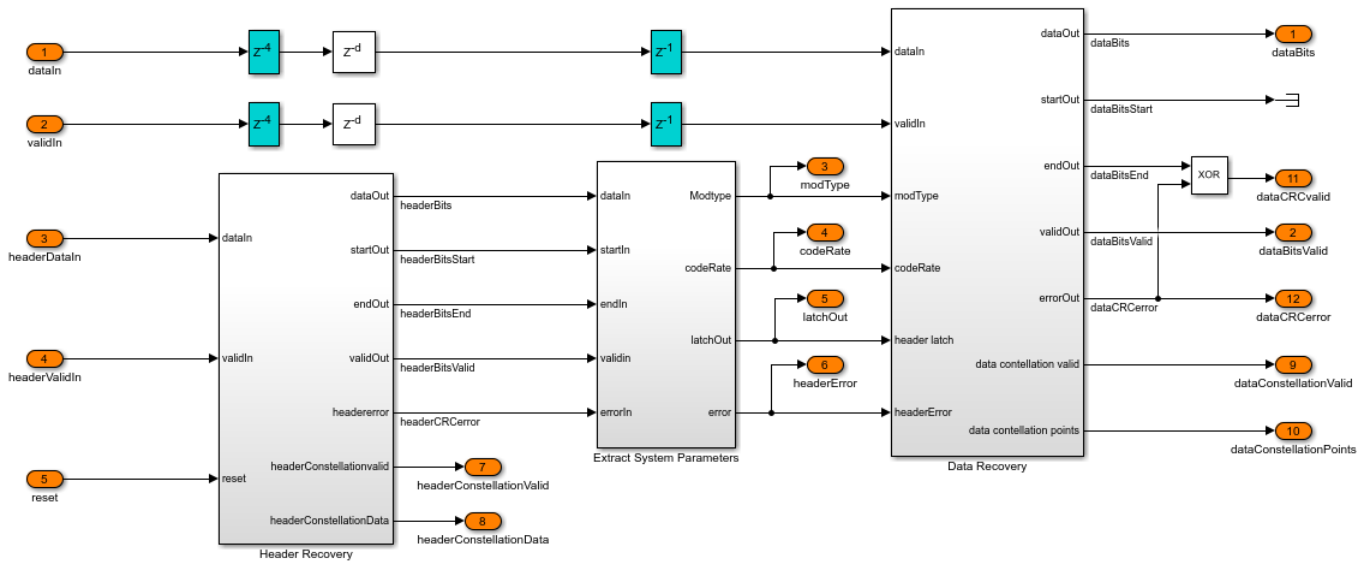 1
dataIn
Z-4
Z-d
Z-1
2
validIn
Z-4
Z-d
Z-1
3
headerDataIn
4
headerValidIn
5
reset
dataIn
validIn
reset
dataOut
startOut
endOut
validOut
headererror
headerConstellationvalid
headerConstellationData
Header Recovery
headerBits
headerBitsStart
headerBitsEnd
headerBitsValid
headerCRCerror
7
headerConstellationValid
8
headerConstellationData
dataIn
startIn
endIn
validin
errorIn
Modtype
codeRate
latchOut
error
Extract System Parameters
3
modType
4
codeRate
5
latchOut
6
headerError
dataIn
validIn
modType
codeRate
header latch
headerError
dataOut
startOut
endOut
validOut
errorOut
data contellation valid
data contellation points
Data Recovery
dataBits
dataBitsStart
dataBitsEnd
dataBitsValid
dataCRCerror
XOR
1
dataBits
11
dataCRCvalid
2
dataBitsValid
12
dataCRCerror
9
dataConstellationValid
10
dataConstellationPoints